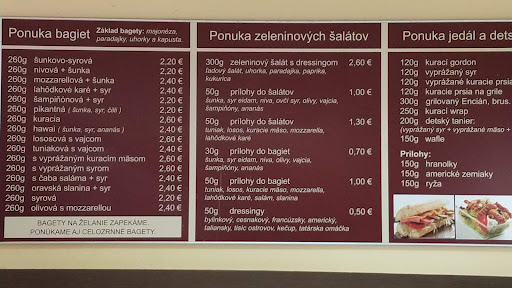 Ponuka bagiet
Základ bagety: majonéza,
paradajky, uhorky a kapusta.
260g šunkovo-syrová 2,20 €
260g nivová + šunka 2,20 €
260g mozzarellová + šunka 2,40 €
260g lahôdkové karé + syr 2,40 €
260g šampiňónová + syr 2,20 €
260g pikantná ( šunka, syr, čili ) 2,20 €
260g kuracia 2,60 €
260g hawai ( šunka, syr, ananás ) 2,40 €
260g lososová s vajcom 2,60 €
260g tuniaková s vajcom 2,40 €
260g s vyprážaným kuracím mäsom 2,60 €
260g s vyprážaným syrom 2,60 €
260g s čaba saláma + syr 2,40 €
260g oravská slanina + syr 2,40 €
260g syrová 2,20 €
260g olivová s mozzarellou 2,40 €
BAGETY NA ŽELANIE ZAPEKÁME.
PONÚKAME AJ CELOZRNNÉ BAGETY.
Ponuka zeleninových šalátov
300g zeleninový šalát s dressingom 2,60 €
ľadový šalát, uhorka, paradajka, paprika,
kukurica
50g prílohy do šalátov 1,00 €
šunka, syr eidam, niva, ovčí syr, olivy, vajcia,
šampiňóny, ananás
50g prílohy do šalátov 1,30 €
tuniak, losos, kuracie mäso, mozzarella,
lahôdkové karé
30g prílohy do bagiet 0,70 €
šunka, syr eidam, niva, olivy, vajcia,
šampiňóny, ananás
50g prílohy do bagiet 1,00 €
tuniak, losos, kuracie mäso, mozzarella,
lahôdkové karé, salám, slanina
50g dressingy 0,50 €
bylinkový, cesnakový, francúzsky, americký,
taliansky, tisíc ostrovov, kečup, tatárska omáčka
Ponuka jedál a dets
120g kurací gordon
120g vyprážaný syr
120g vyprážané kuracie prsia
120g kuracie prsia na grile
300g grilovaný Encián, brus.
250g kurací wrap
200g detský tanier:
(vyprážaný syr + vyprážané mäso +
150g wafle
Prílohy:
150g hranolky
150g americké zemiaky
150g ryža